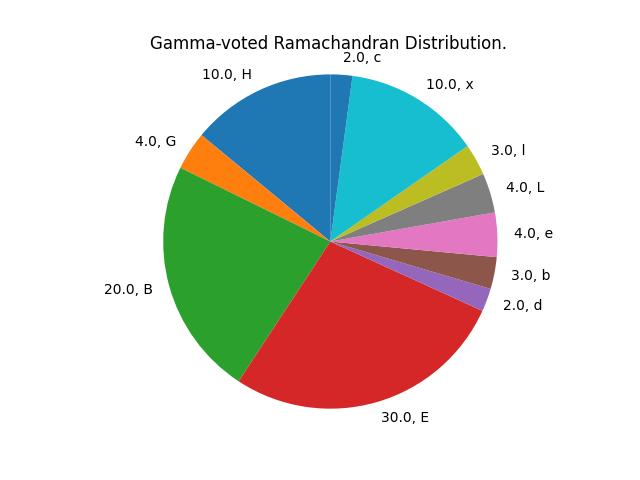 Gamma-voted Ramachandran Distribution.
2.0, c
10.0, H
10.0, x
4.0, G
3.0, l
4.0, L
4.0, e
3.0, b
20.0, B
2.0, d
30.0, E